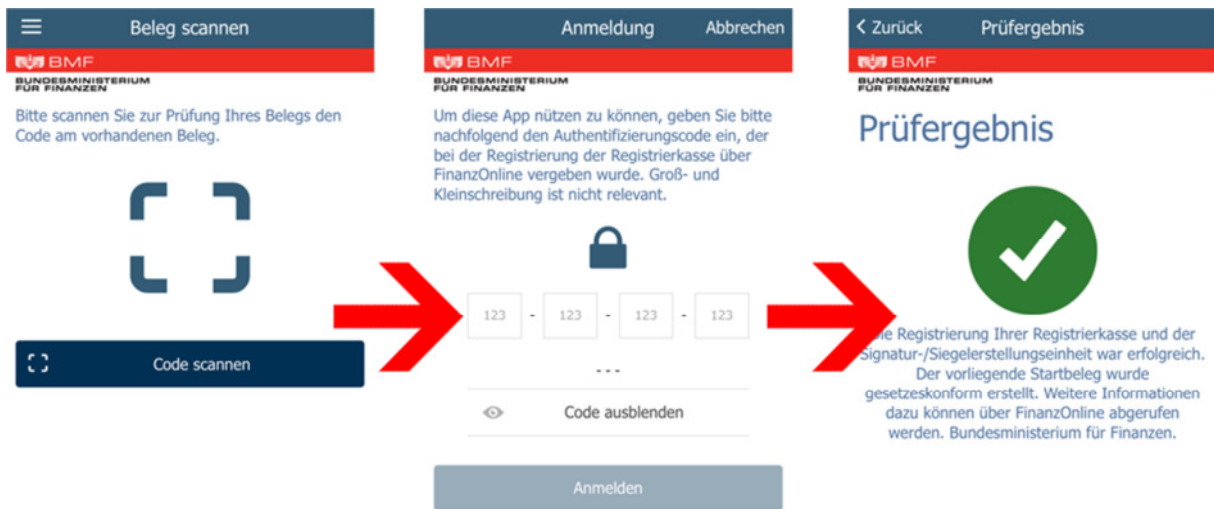 Beleg scannen
BMF
BUNDESMINISTERIUM
FÜR FINANZEN
Bitte scannen Sie zur Prüfung Ihres Belegs den
Code am vorhandenen Beleg.
Code scannen
Anmeldung Abbrechen
BMF
BUNDESMINISTERIUM
FÜR FINANZEN
Um diese App nützen zu können, geben Sie bitte
nachfolgend den Authentifizierungscode ein, der
bei der Registrierung der Registrierkasse über
FinanzOnline vergeben wurde. Groß- und
Kleinschreibung ist nicht relevant.
123 - 123 - 123 - 123
---
Code ausblenden
Anmelden
< Zurück Prüfergebnis
BMF
BUNDESMINISTERIUM
FÜR FINANZEN
Prüfergebnis
Registrierung Ihrer Registrierkasse und der
Signatur-/Siegelerstellungseinheit war erfolgreich.
Der vorliegende Startbeleg wurde
gesetzeskonform erstellt. Weitere Informationen
dazu können über FinanzOnline abgerufen
werden. Bundesministerium für Finanzen.